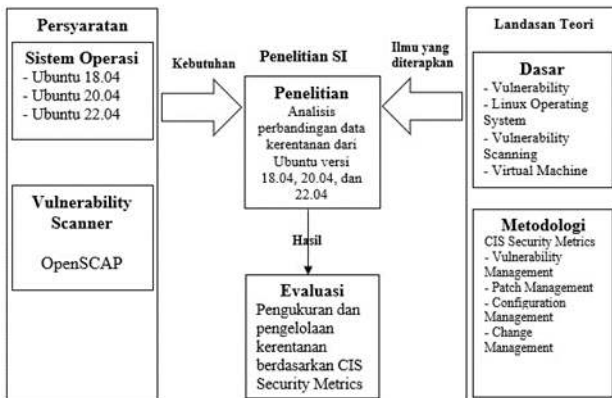 Persyaratan
Sistem Operasi
- Ubuntu 18.04
- Ubuntu 20.04
- Ubuntu 22.04
Vulnerability
Scanner
OpenSCAP
Kebutuhan
Penelitian SI
Penelitian
Analisis
perbandingan data
kerentanan dari
Ubuntu versi
18.04, 20.04, dan
22.04
Hasil
Evaluasi
Pengukuran dan
pengelolaan
kerentanan
berdasarkan CIS
Security Metrics
Ilmu yang
diterapkan
Landasan Teori
Dasar
- Vulnerability
- Linux Operating
System
- Vulnerability
Scanning
- Virtual Machine
Metodologi
CIS Security Metrics
- Vulnerability
Management
- Patch Management
- Configuration
Management
- Change
Management